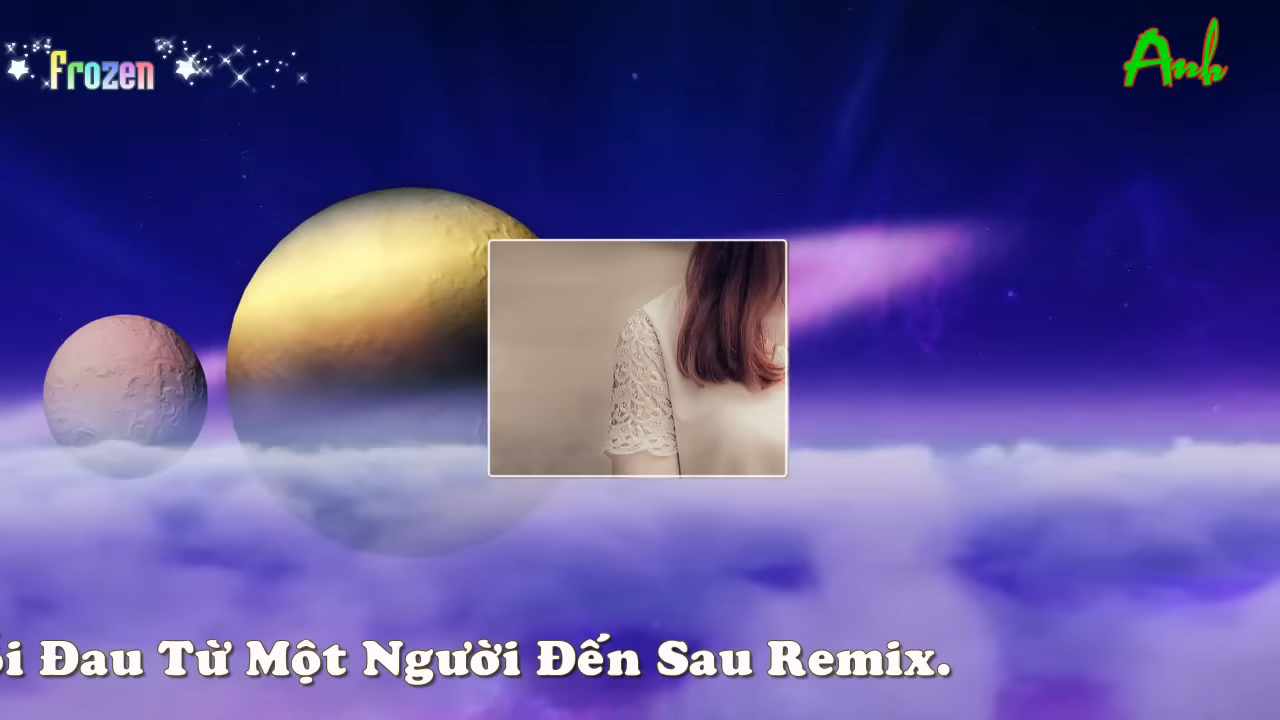 Frozen
Anh
Đau Từ Một Người Đến Sau Remix.